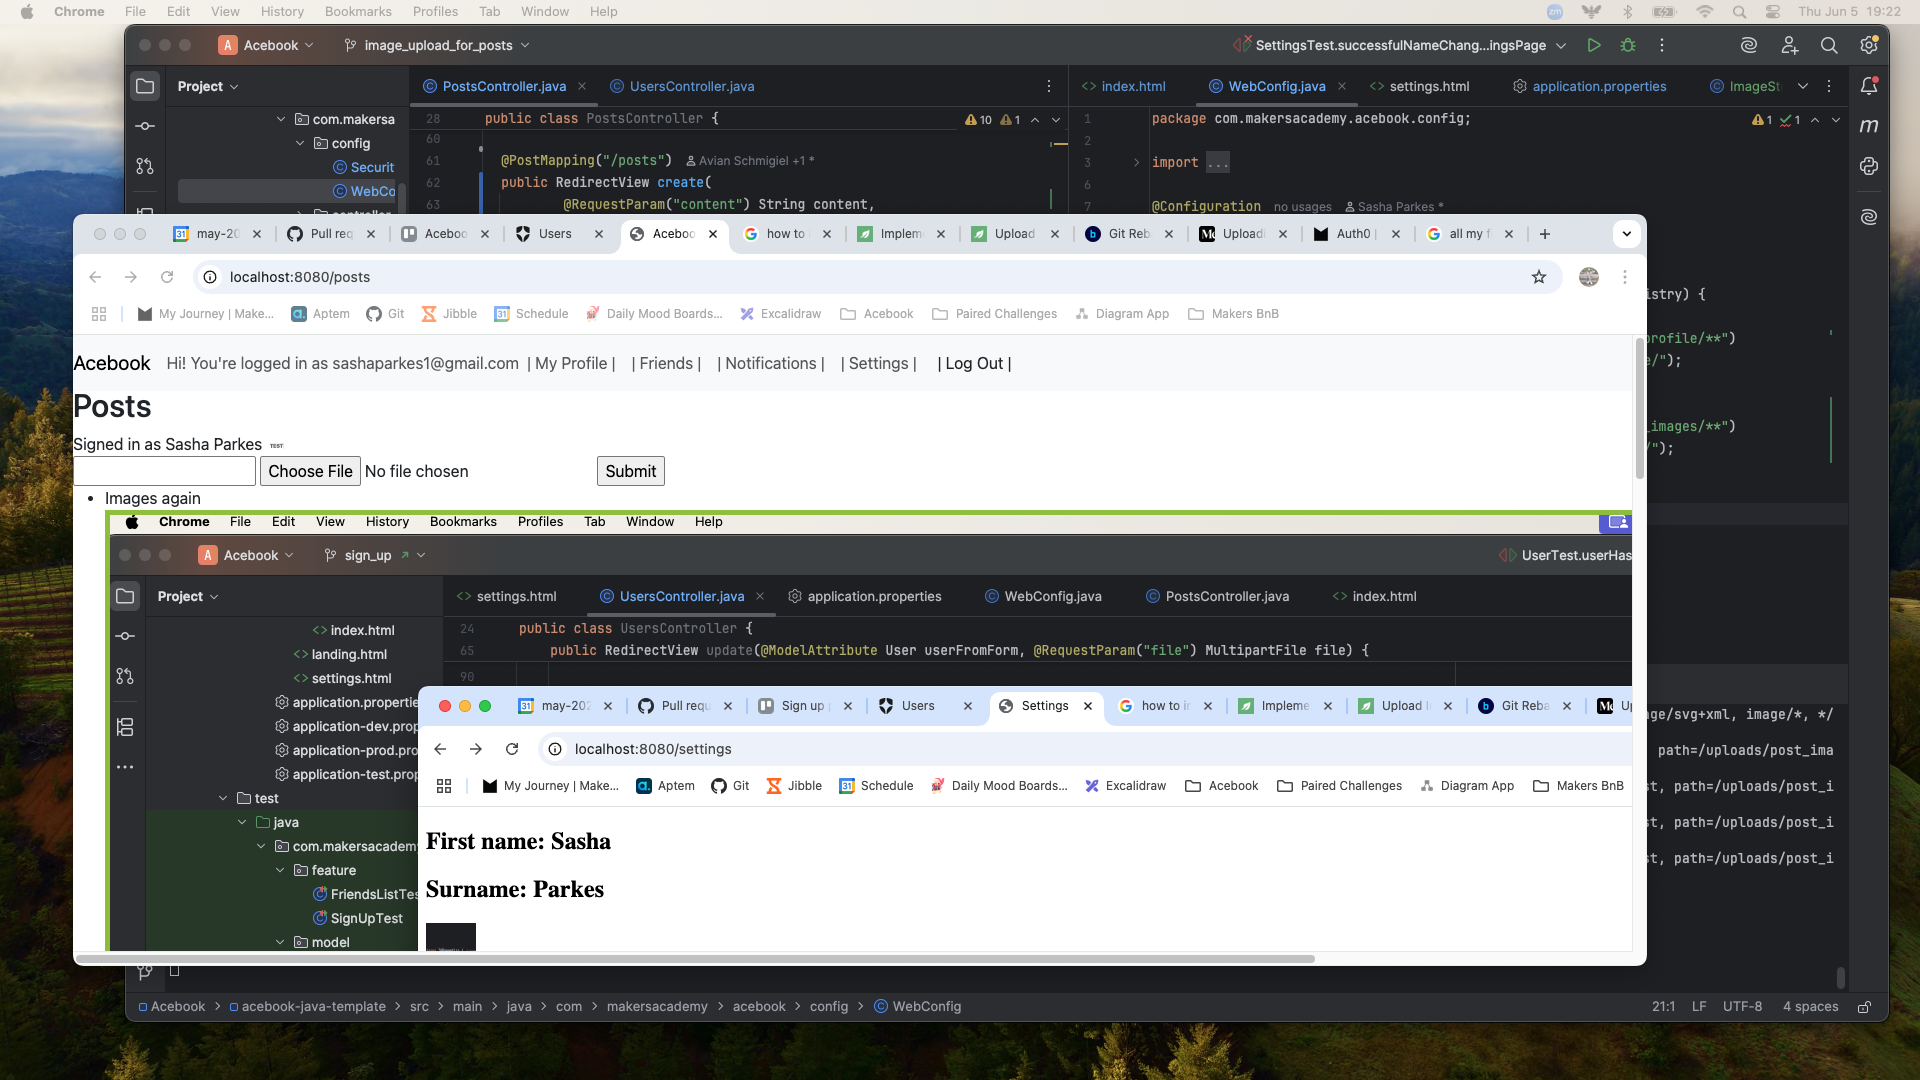 Chrome File Edit View History Bookmarks Profiles Tab Window Help zm Thu Jun 5 19:22
A Acebook image_upload_for_posts SettingsTest.successfulNameChang...ingsPage
Project PostsController.java UsersController.java index.html WebConfig.java settings.html application.properties ImageSt
com.makersa
config
Securit
WebCo
28 public class PostsController { 10 1
60
61 @PostMapping("/posts") Avian Schmigiel +1 *
62 public RedirectView create(
63 @RequestParam("content") String content,
1 package com.makersacademy.acebook.config; 1 1
2
3 import ...
6
7 @Configuration no usages Sasha Parkes *
may-20 Pull req Aceboo Users Aceboo how to Implem Upload Git Reb Uploadi Auth0 all my f
localhost:8080/posts
My Journey | Make... Aptem Git Jibble Schedule Daily Mood Boards... Excalidraw Acebook Paired Challenges Diagram App Makers BnB
istry) {
profile/**")
e/");
_images/**")
/");
Acebook Hi! You're logged in as sashaparkes1@gmail.com | My Profile | | Friends | | Notifications | | Settings | | Log Out |
Posts
Signed in as Sasha Parkes TEST
Choose File No file chosen Submit
Images again
Chrome File Edit View History Bookmarks Profiles Tab Window Help
A Acebook sign_up UserTest.userHas
Project settings.html UsersController.java application.properties WebConfig.java PostsController.java index.html
24 public class UsersController {
65 public RedirectView update(@ModelAttribute User userFromForm, @RequestParam("file") MultipartFile file) {
90
index.html
landing.html
settings.html
application.propertie
application-dev.prop
application-prod.pro
application-test.prop
test
java
com.makersacadem
feature
FriendsListTes
SignUpTest
model
may-202 Pull requ Sign up Users Settings how to in Impleme Upload I Git Reba Up
localhost:8080/settings
My Journey | Make... Aptem Git Jibble Schedule Daily Mood Boards... Excalidraw Acebook Paired Challenges Diagram App Makers BnB
First name: Sasha
Surname: Parkes
ge/svg+xml, image/*, */
path=/uploads/post_ima
st, path=/uploads/post_i
st, path=/uploads/post_i
st, path=/uploads/post_i
Acebook acebook-java-template src main java com makersacademy acebook config WebConfig 21:1 LF UTF-8 4 spaces